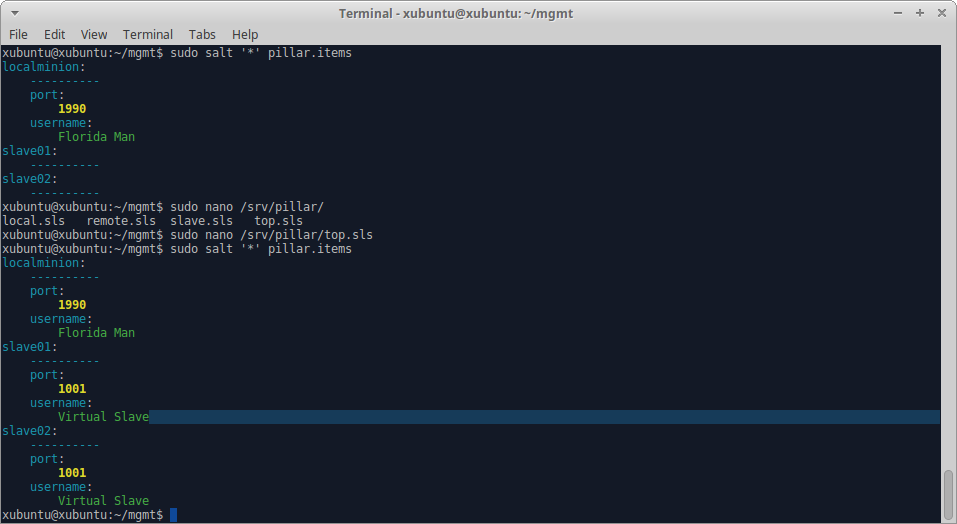 Terminal - xubuntu@xubuntu: ~/mgmt
File Edit View Terminal Tabs Help
xubuntu@xubuntu:~/mgmt$ sudo salt '*' pillar.items
localminion:
    ----------
    port:
        1990
    username:
        Florida Man
slave01:
    ----------
slave02:
    ----------
xubuntu@xubuntu:~/mgmt$ sudo nano /srv/pillar/
local.sls   remote.sls  slave.sls   top.sls
xubuntu@xubuntu:~/mgmt$ sudo nano /srv/pillar/top.sls
xubuntu@xubuntu:~/mgmt$ sudo salt '*' pillar.items
localminion:
    ----------
    port:
        1990
    username:
        Florida Man
slave01:
    ----------
    port:
        1001
    username:
        Virtual Slave
slave02:
    ----------
    port:
        1001
    username:
        Virtual Slave
xubuntu@xubuntu:~/mgmt$